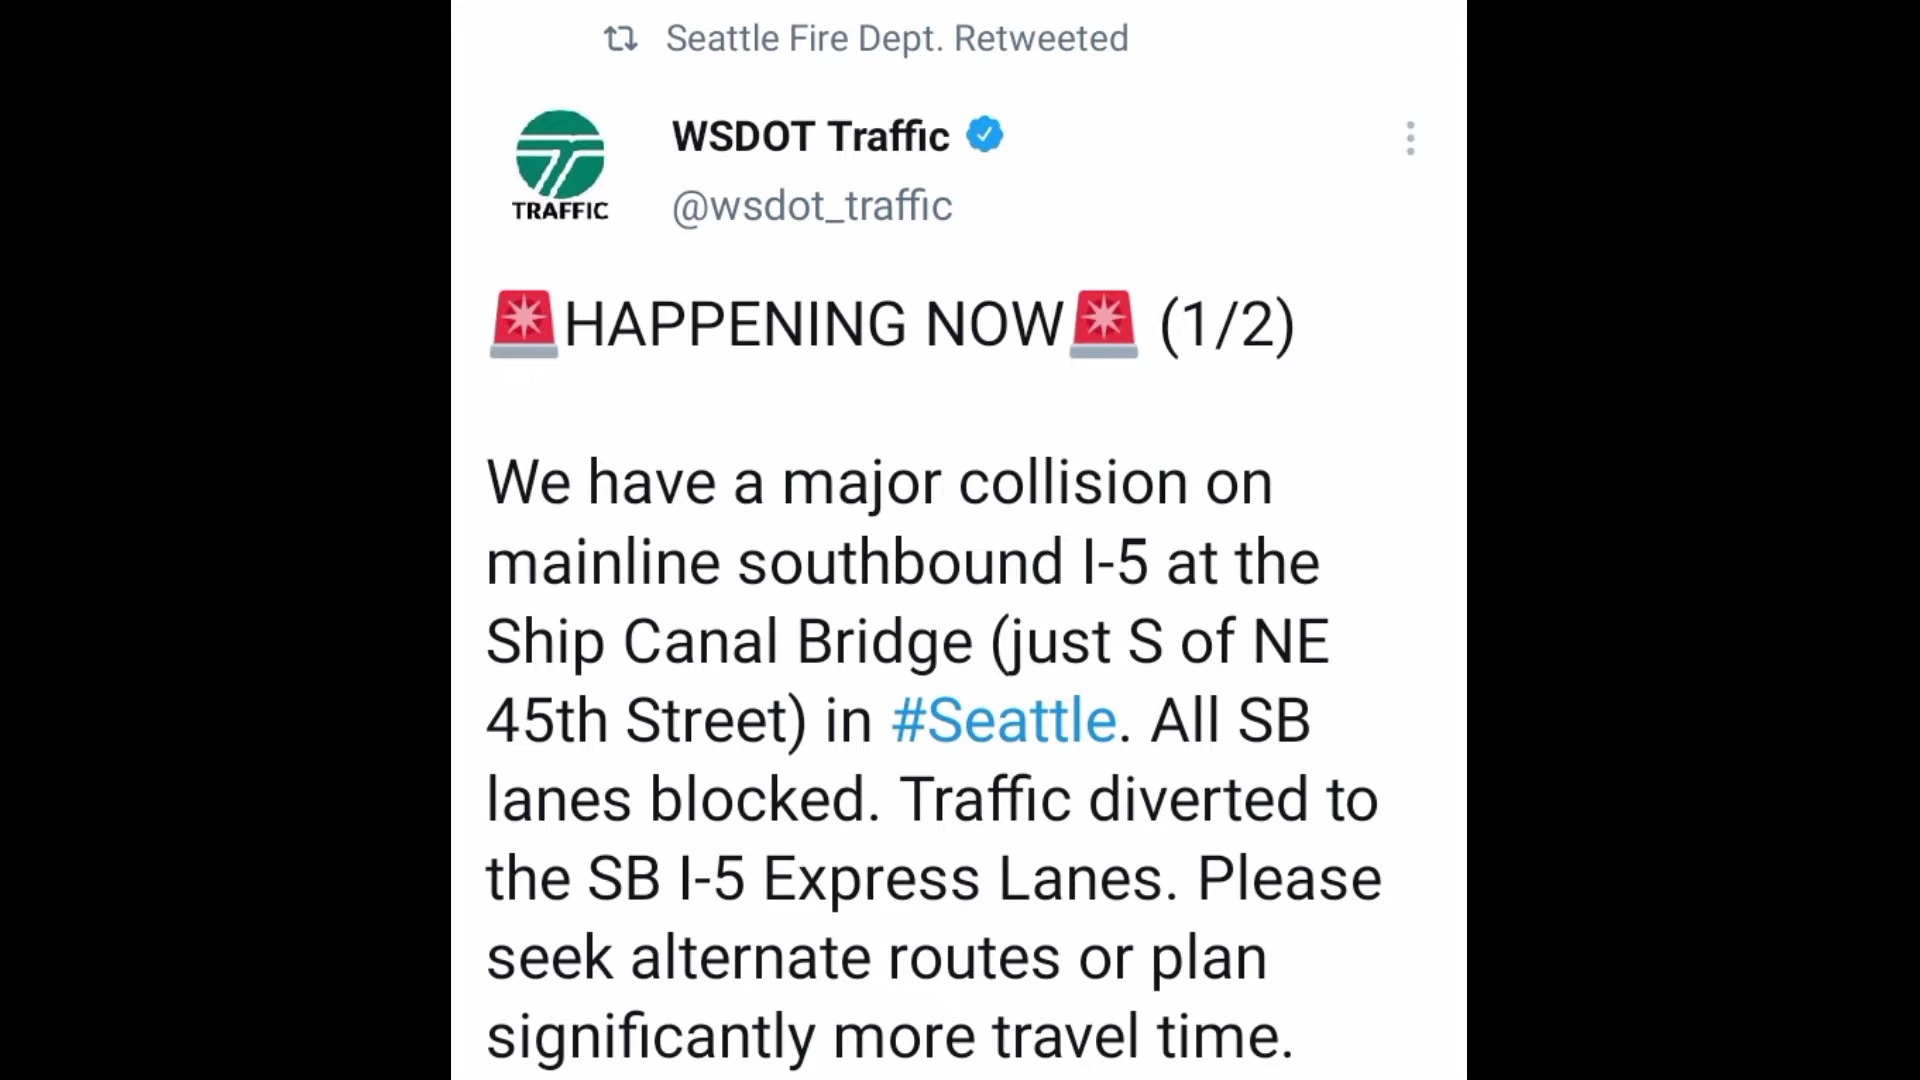 Seattle Fire Dept. Retweeted
WSDOT Traffic
TRAFFIC
@wsdot_traffic
🚨HAPPENING NOW🚨 (1/2)
We have a major collision on
mainline southbound I-5 at the
Ship Canal Bridge (just S of NE
45th Street) in #Seattle. All SB
lanes blocked. Traffic diverted to
the SB I-5 Express Lanes. Please
seek alternate routes or plan
significantly more travel time.